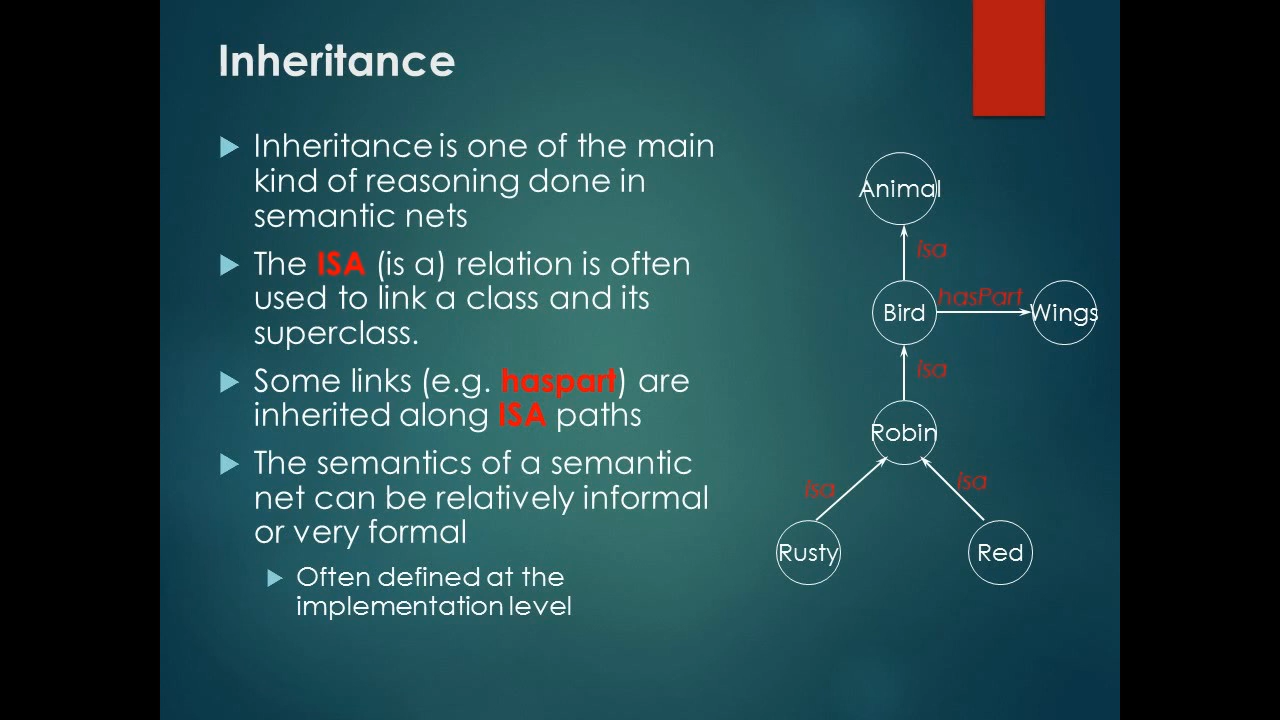 Inheritance
Inheritance is one of the main
kind of reasoning done in
semantic nets
The ISA (is a) relation is often
used to link a class and its
superclass.
Some links (e.g. haspart) are
inherited along ISA paths
The semantics of a semantic
net can be relatively informal
or very formal
Often defined at the
implementation level
Animal
isa
Bird
hasPart
Wings
isa
Robin
isa
isa
Rusty
Red